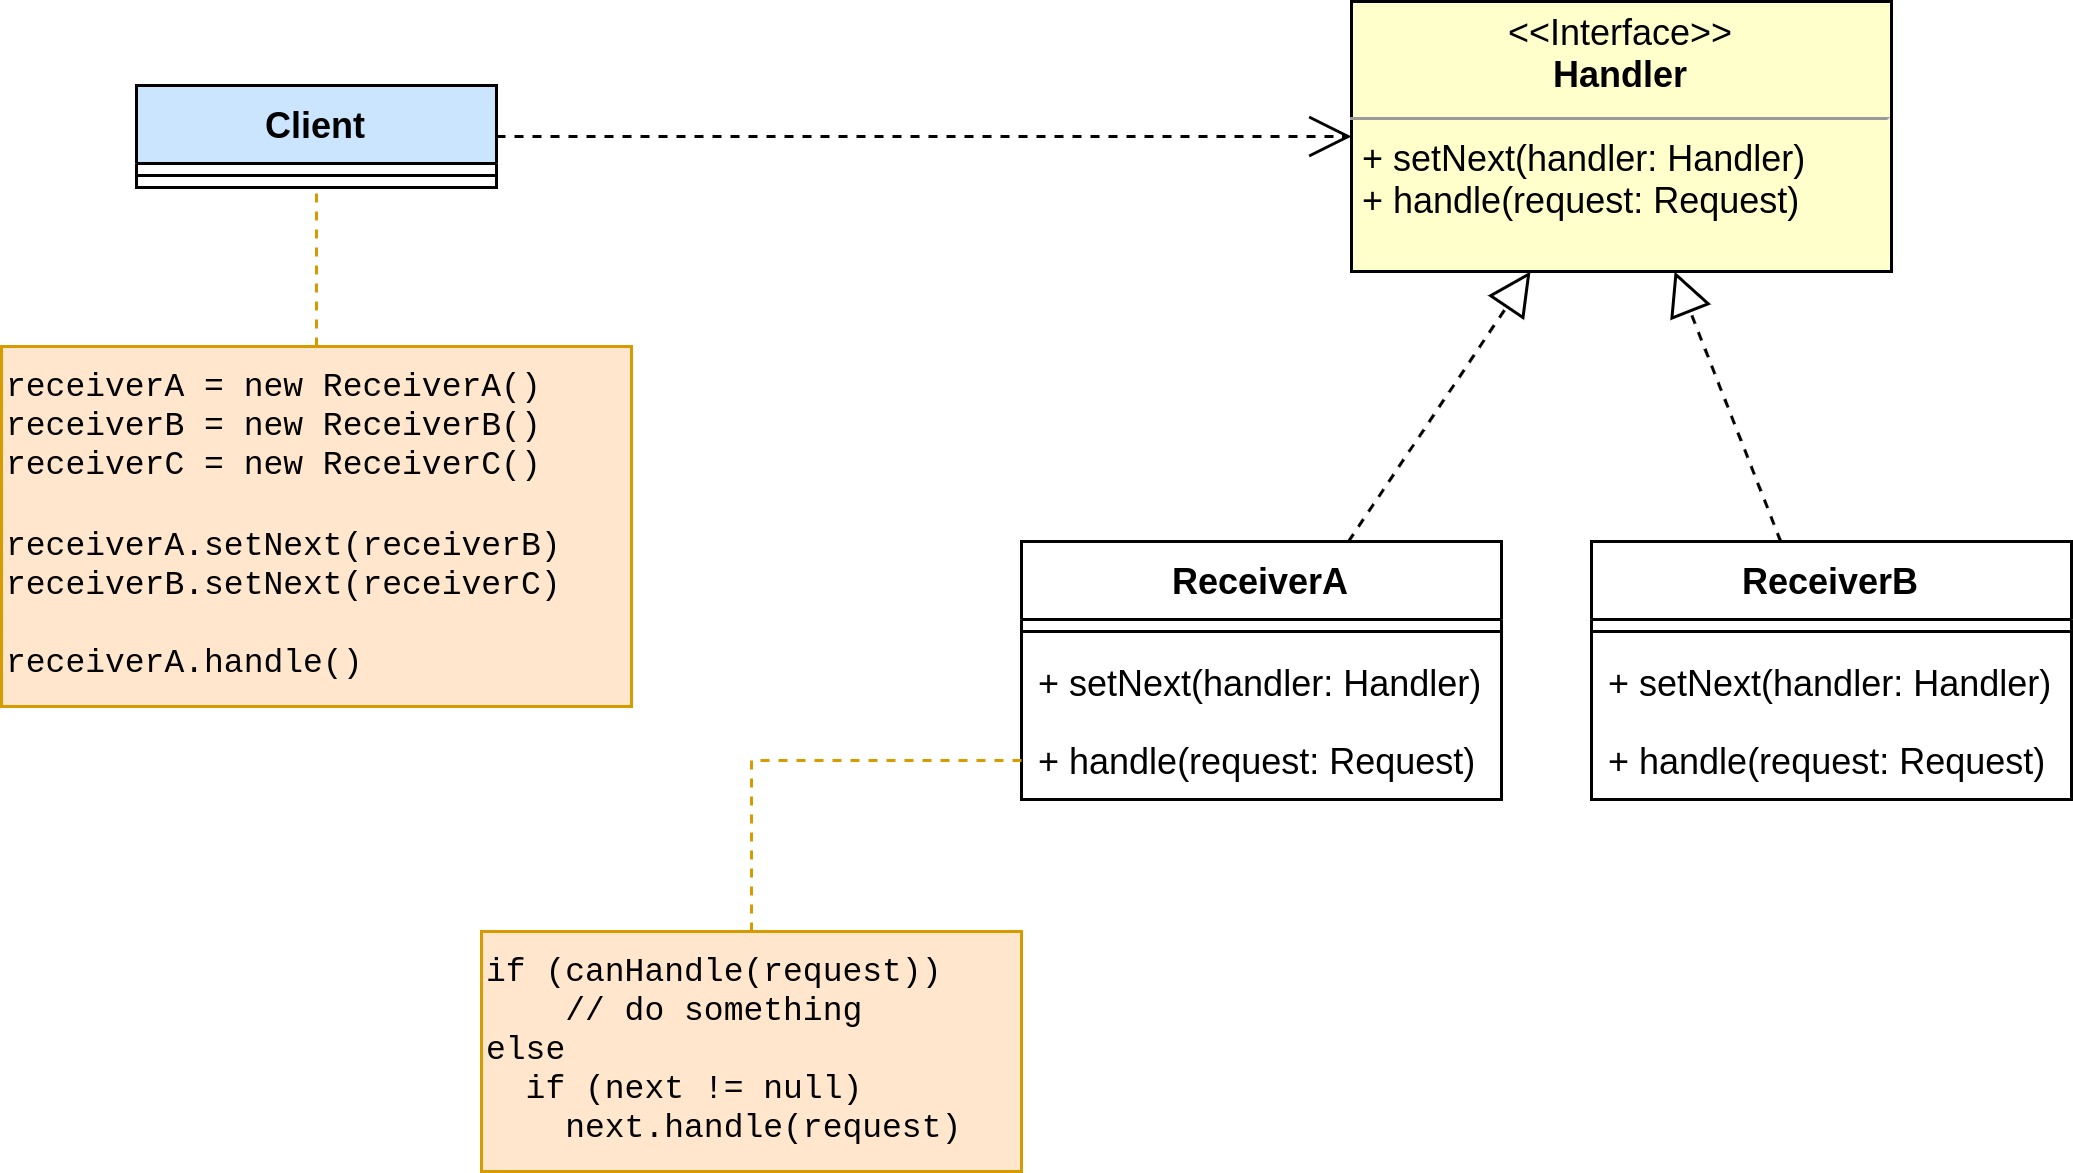 <<Interface>>
Handler
+ setNext(handler: Handler)
+ handle(request: Request)
Client
receiverA = new ReceiverA()
receiverB = new ReceiverB()
receiverC = new ReceiverC()
receiverA.setNext(receiverB)
receiverB.setNext(receiverC)
receiverA.handle()
ReceiverA
+ setNext(handler: Handler)
+ handle(request: Request)
ReceiverB
+ setNext(handler: Handler)
+ handle(request: Request)
if (canHandle(request))
    // do something
else
  if (next != null)
    next.handle(request)